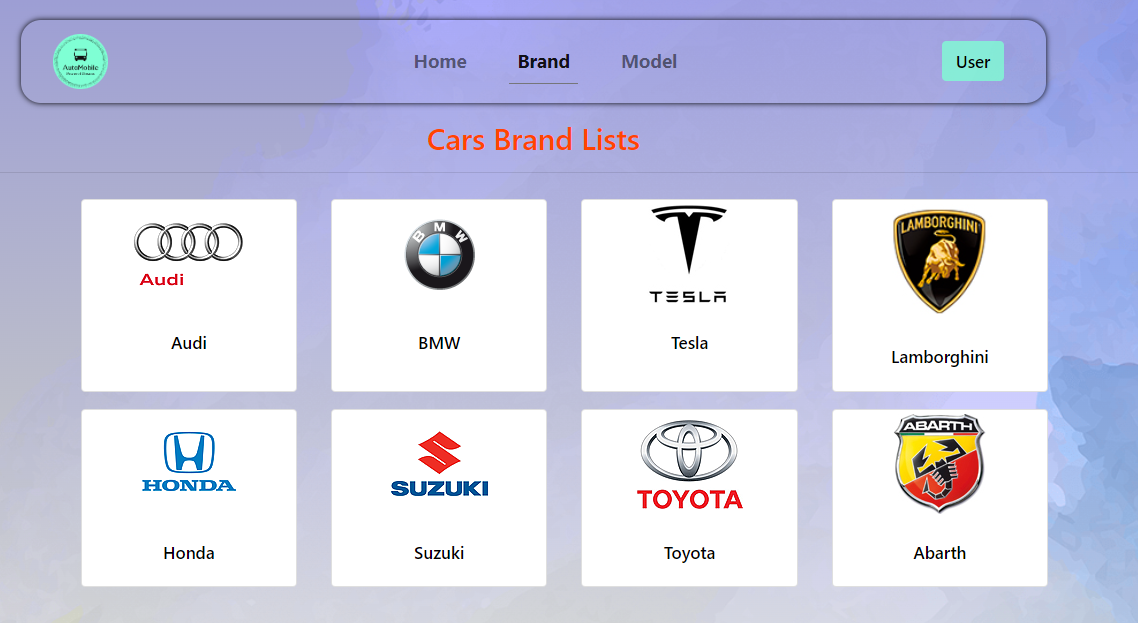 AutoMobile
Home
Brand
Model
User
Cars Brand Lists
Audi
BMW
TESLA
LAMBORGHINI
Audi
BMW
Tesla
Lamborghini
HONDA
SUZUKI
TOYOTA
ABARTH
Honda
Suzuki
Toyota
Abarth